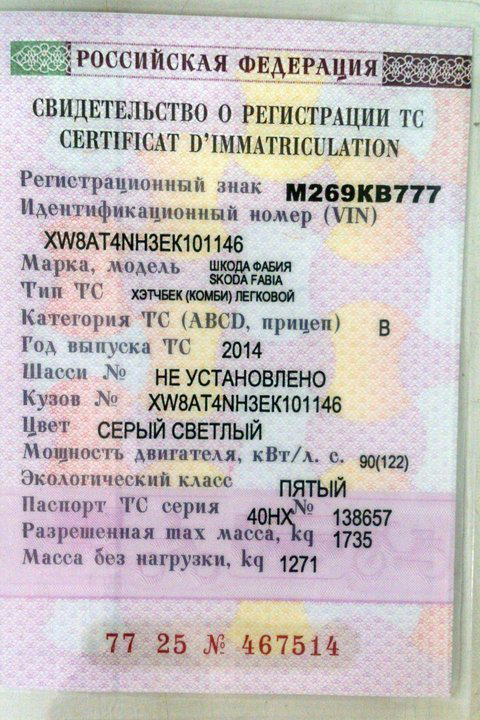 РОССИЙСКАЯ ФЕДЕРАЦИЯ
СВИДЕТЕЛЬСТВО О РЕГИСТРАЦИИ ТС
CERTIFICAT D'IMMATRICULATION
Регистрационный знак М269КВ777
Идентификационный номер (VIN)
XW8AT4NH3EK101146
Марка, модель ШКОДА ФАБИЯ
SKODA FABIA
Тип ТС ХЭТЧБЕК (КОМБИ) ЛЕГКОВОЙ
Категория ТС (ABCD, прицеп) B
Год выпуска ТС 2014
Шасси № НЕ УСТАНОВЛЕНО
Кузов № XW8AT4NH3EK101146
Цвет СЕРЫЙ СВЕТЛЫЙ
Мощность двигателя, кВт/л. с. 90(122)
Экологический класс ПЯТЫЙ
Паспорт ТС серия 40НХ № 138657
Разрешенная max масса, kg 1735
Масса без нагрузки, kg 1271
77 25 № 467514